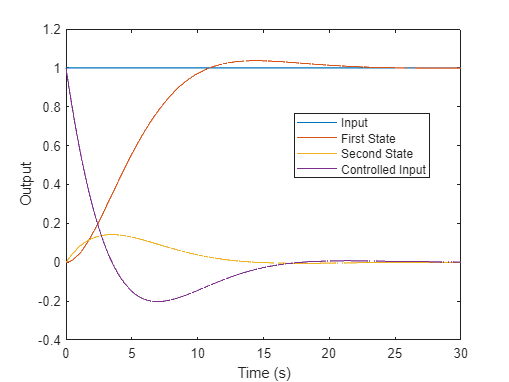 1.2
1
0.8
0.6
0.4
0.2
0
-0.2
-0.4
Output
Input
First State
Second State
Controlled Input
0 5 10 15 20 25 30
Time (s)